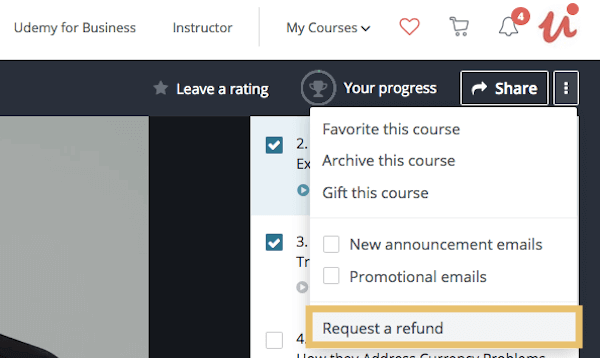 Udemy for Business
Instructor
My Courses
4
Leave a rating
Your progress
Share
2.
Ex
3.
Tr
4.
How they Address Currency Problems
Favorite this course
Archive this course
Gift this course
New announcement emails
Promotional emails
Request a refund